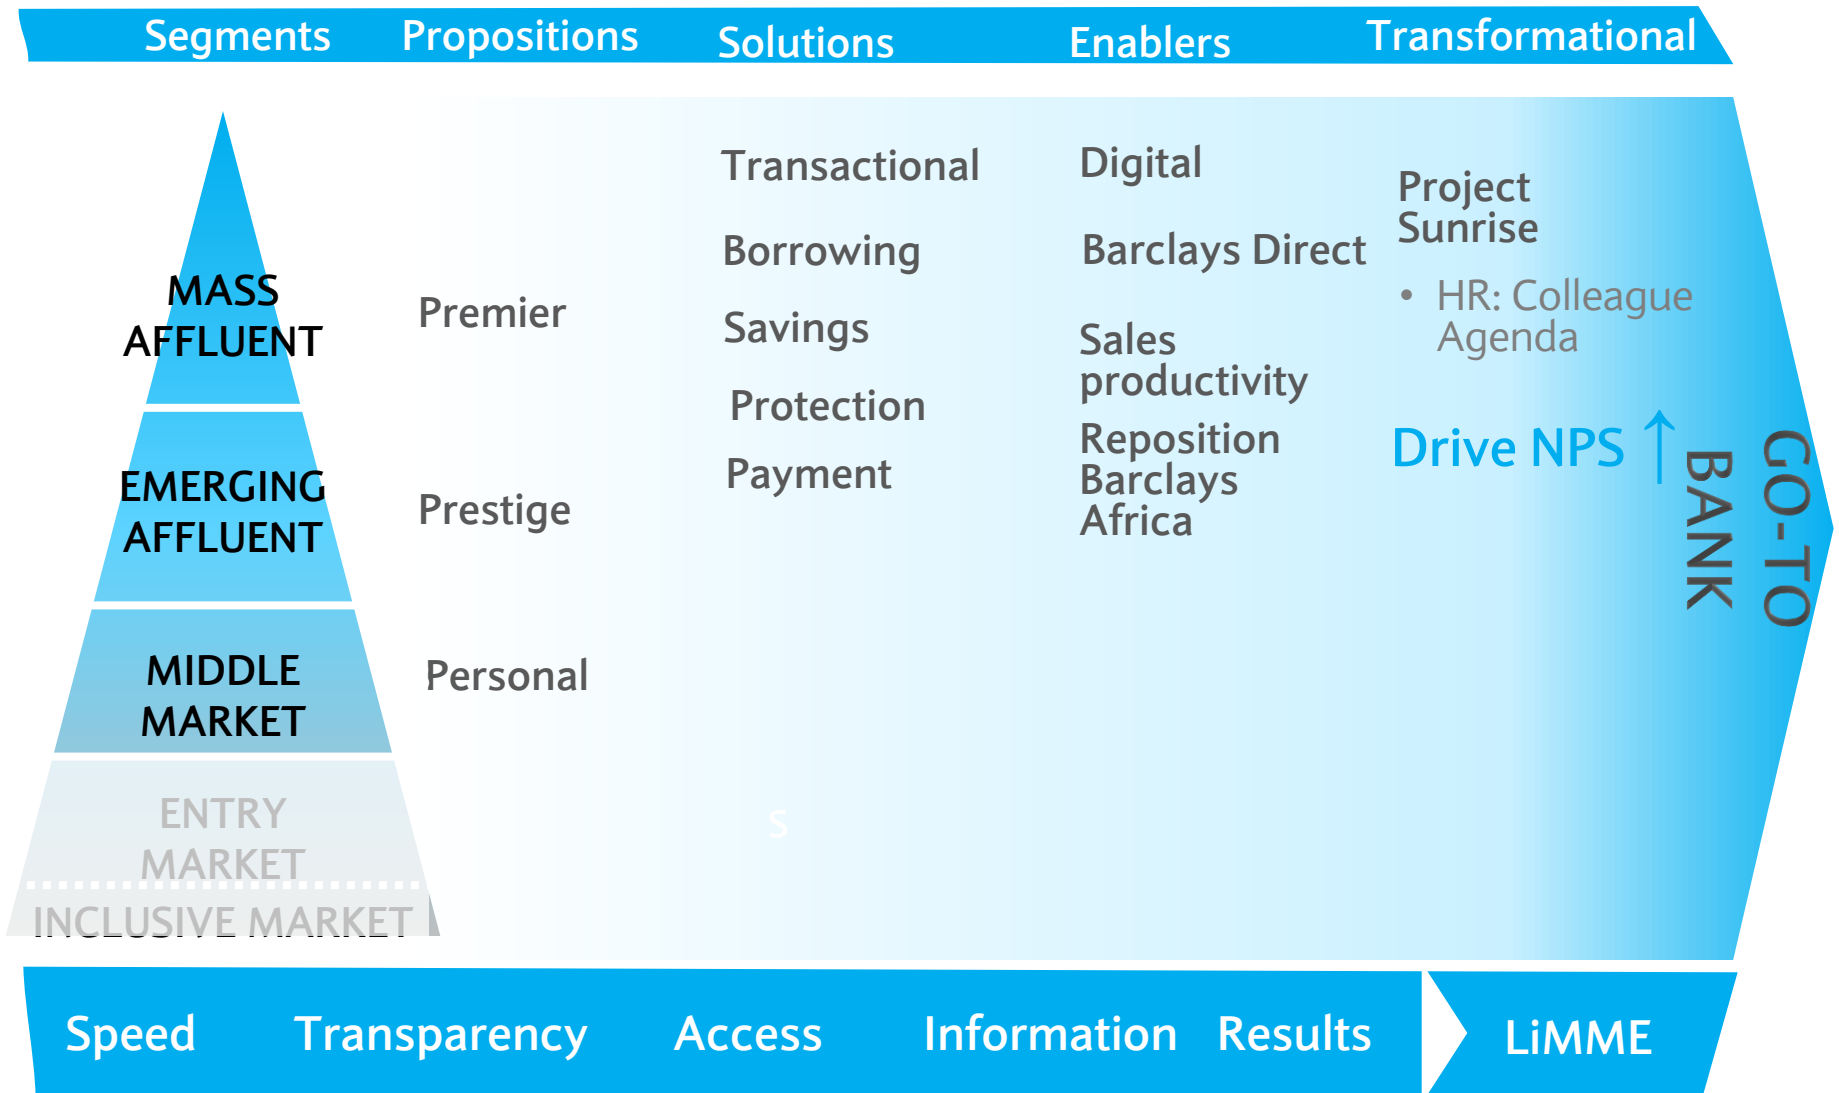 Segments
Propositions
Solutions
Enablers
Transformational
MASS
AFFLUENT
EMERGING
AFFLUENT
MIDDLE
MARKET
ENTRY
MARKET
INCLUSIVE MARKET
Premier
Prestige
Personal
Transactional
Borrowing
Savings
Protection
Payment
s
Digital
Barclays Direct
Sales
productivity
Reposition
Barclays
Africa
Project
Sunrise
• HR: Colleague
Agenda
Drive NPS ↑
GO-TO
BANK
Speed
Transparency
Access
Information
Results
LiMME